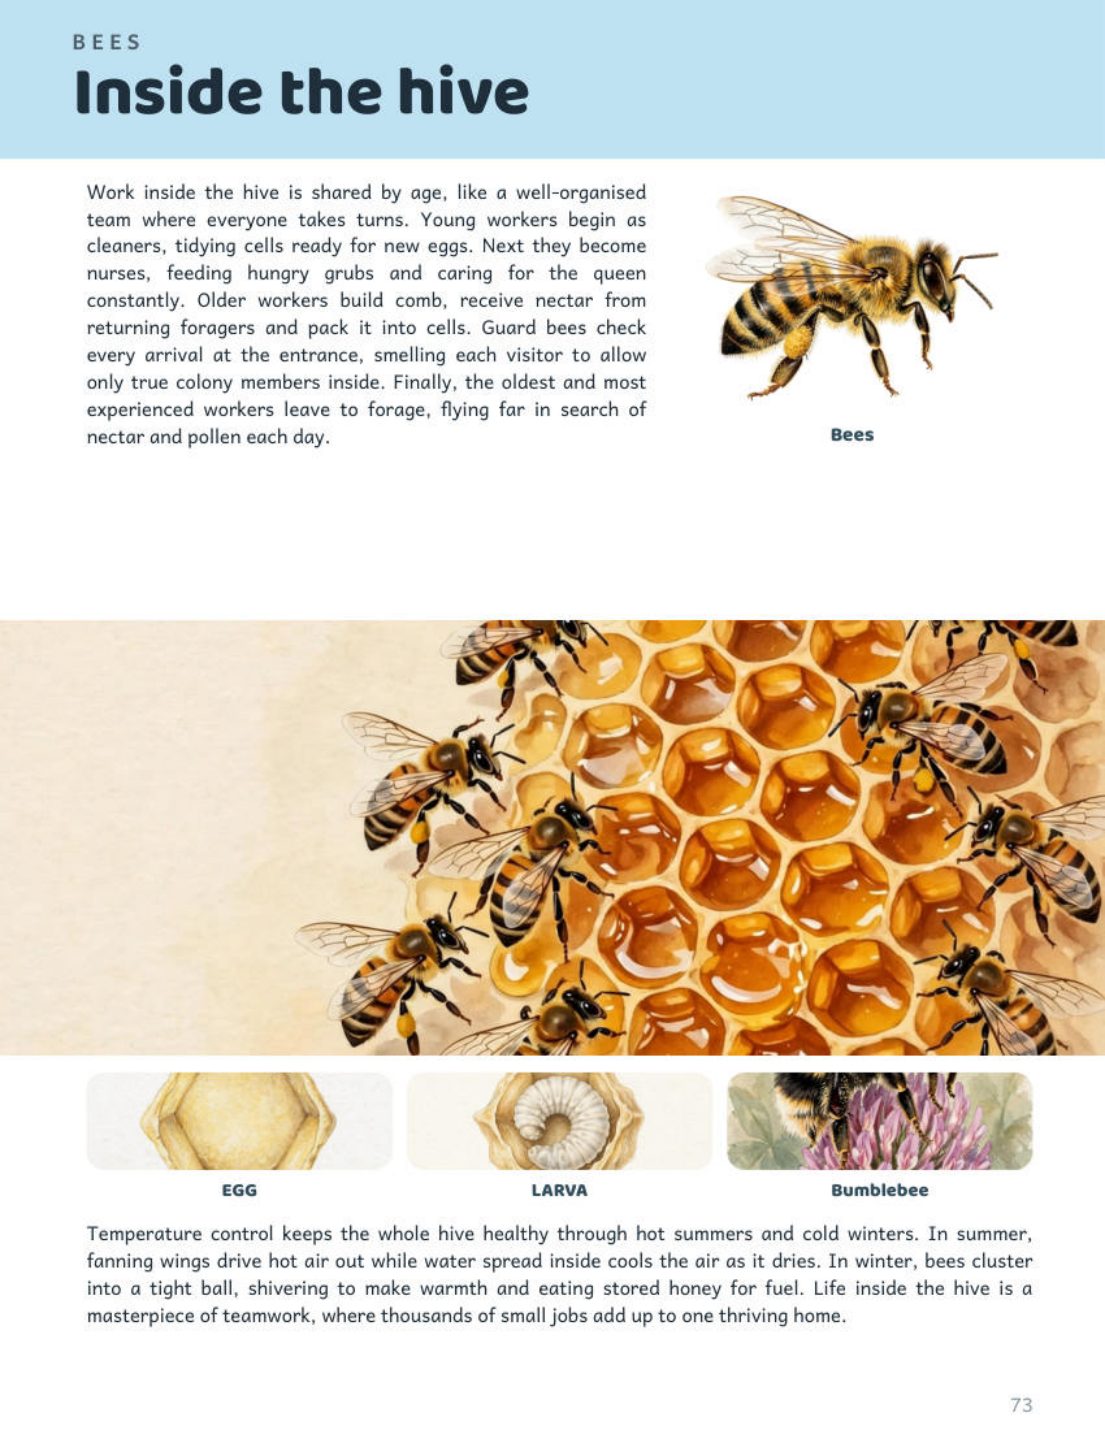 BEES
Inside the hive
Work inside the hive is shared by age, like a well-organised
team where everyone takes turns. Young workers begin as
cleaners, tidying cells ready for new eggs. Next they become
nurses, feeding hungry grubs and caring for the queen
constantly. Older workers build comb, receive nectar from
returning foragers and pack it into cells. Guard bees check
every arrival at the entrance, smelling each visitor to allow
only true colony members inside. Finally, the oldest and most
experienced workers leave to forage, flying far in search of
nectar and pollen each day.
Bees
EGG
LARVA
Bumblebee
Temperature control keeps the whole hive healthy through hot summers and cold winters. In summer,
fanning wings drive hot air out while water spread inside cools the air as it dries. In winter, bees cluster
into a tight ball, shivering to make warmth and eating stored honey for fuel. Life inside the hive is a
masterpiece of teamwork, where thousands of small jobs add up to one thriving home.
73